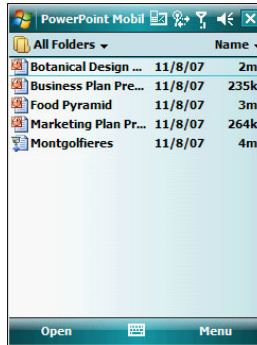 PowerPoint Mobil
All Folders Name
Botanical Design ... 11/8/07 2m
Business Plan Pre... 11/8/07 235k
Food Pyramid 11/8/07 3m
Marketing Plan Pr... 11/8/07 264k
Montgolfieres 11/8/07 4m
Open Menu